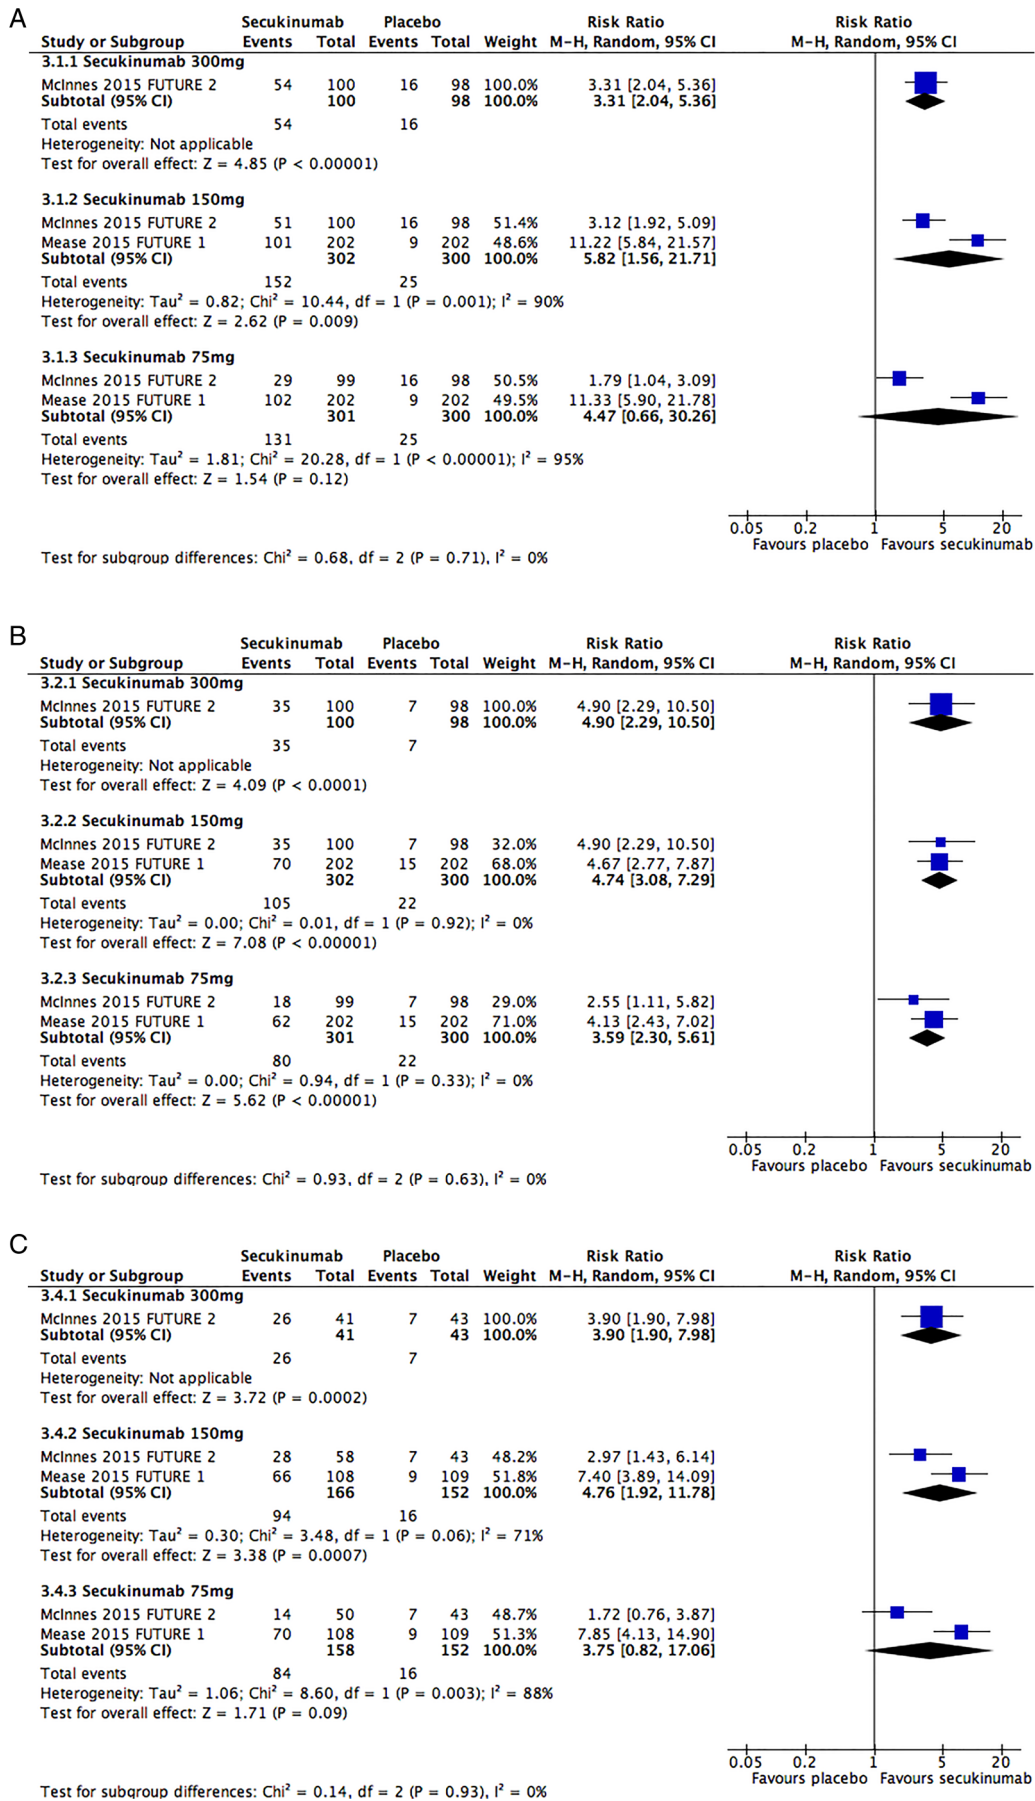 A
Secukinumab Placebo Risk Ratio Risk Ratio
Study or Subgroup Events Total Events Total Weight M-H, Random, 95% CI M-H, Random, 95% CI
3.1.1 Secukinumab 300mg
McInnes 2015 FUTURE 2 54 100 16 98 100.0% 3.31 [2.04, 5.36]
Subtotal (95% CI) 100 98 100.0% 3.31 [2.04, 5.36]
Total events 54 16
Heterogeneity: Not applicable
Test for overall effect: Z = 4.85 (P < 0.00001)
3.1.2 Secukinumab 150mg
McInnes 2015 FUTURE 2 51 100 16 98 51.4% 3.12 [1.92, 5.09]
Mease 2015 FUTURE 1 101 202 9 202 48.6% 11.22 [5.84, 21.57]
Subtotal (95% CI) 302 300 100.0% 5.82 [1.56, 21.71]
Total events 152 25
Heterogeneity: Tau² = 0.82; Chi² = 10.44, df = 1 (P = 0.001); I² = 90%
Test for overall effect: Z = 2.62 (P = 0.009)
3.1.3 Secukinumab 75mg
McInnes 2015 FUTURE 2 29 99 16 98 50.5% 1.79 [1.04, 3.09]
Mease 2015 FUTURE 1 102 202 9 202 49.5% 11.33 [5.90, 21.78]
Subtotal (95% CI) 301 300 100.0% 4.47 [0.66, 30.26]
Total events 131 25
Heterogeneity: Tau² = 1.81; Chi² = 20.28, df = 1 (P < 0.00001); I² = 95%
Test for overall effect: Z = 1.54 (P = 0.12)
0.05 0.2 1 5 20
Favours placebo Favours secukinumab
Test for subgroup differences: Chi² = 0.68, df = 2 (P = 0.71), I² = 0%
B
Secukinumab Placebo Risk Ratio Risk Ratio
Study or Subgroup Events Total Events Total Weight M-H, Random, 95% CI M-H, Random, 95% CI
3.2.1 Secukinumab 300mg
McInnes 2015 FUTURE 2 35 100 7 98 100.0% 4.90 [2.29, 10.50]
Subtotal (95% CI) 100 98 100.0% 4.90 [2.29, 10.50]
Total events 35 7
Heterogeneity: Not applicable
Test for overall effect: Z = 4.09 (P < 0.0001)
3.2.2 Secukinumab 150mg
McInnes 2015 FUTURE 2 35 100 7 98 32.0% 4.90 [2.29, 10.50]
Mease 2015 FUTURE 1 70 202 15 202 68.0% 4.67 [2.77, 7.87]
Subtotal (95% CI) 302 300 100.0% 4.74 [3.08, 7.29]
Total events 105 22
Heterogeneity: Tau² = 0.00; Chi² = 0.01, df = 1 (P = 0.92); I² = 0%
Test for overall effect: Z = 7.08 (P < 0.00001)
3.2.3 Secukinumab 75mg
McInnes 2015 FUTURE 2 18 99 7 98 29.0% 2.55 [1.11, 5.82]
Mease 2015 FUTURE 1 62 202 15 202 71.0% 4.13 [2.43, 7.02]
Subtotal (95% CI) 301 300 100.0% 3.59 [2.30, 5.61]
Total events 80 22
Heterogeneity: Tau² = 0.00; Chi² = 0.94, df = 1 (P = 0.33); I² = 0%
Test for overall effect: Z = 5.62 (P < 0.00001)
0.05 0.2 1 5 20
Favours placebo Favours secukinumab
Test for subgroup differences: Chi² = 0.93, df = 2 (P = 0.63), I² = 0%
C
Secukinumab Placebo Risk Ratio Risk Ratio
Study or Subgroup Events Total Events Total Weight M-H, Random, 95% CI M-H, Random, 95% CI
3.4.1 Secukinumab 300mg
McInnes 2015 FUTURE 2 26 41 7 43 100.0% 3.90 [1.90, 7.98]
Subtotal (95% CI) 41 43 100.0% 3.90 [1.90, 7.98]
Total events 26 7
Heterogeneity: Not applicable
Test for overall effect: Z = 3.72 (P = 0.0002)
3.4.2 Secukinumab 150mg
McInnes 2015 FUTURE 2 28 58 7 43 48.2% 2.97 [1.43, 6.14]
Mease 2015 FUTURE 1 66 108 9 109 51.8% 7.40 [3.89, 14.09]
Subtotal (95% CI) 166 152 100.0% 4.76 [1.92, 11.78]
Total events 94 16
Heterogeneity: Tau² = 0.30; Chi² = 3.48, df = 1 (P = 0.06); I² = 71%
Test for overall effect: Z = 3.38 (P = 0.0007)
3.4.3 Secukinumab 75mg
McInnes 2015 FUTURE 2 14 50 7 43 48.7% 1.72 [0.76, 3.87]
Mease 2015 FUTURE 1 70 108 9 109 51.3% 7.85 [4.13, 14.90]
Subtotal (95% CI) 158 152 100.0% 3.75 [0.82, 17.06]
Total events 84 16
Heterogeneity: Tau² = 1.06; Chi² = 8.60, df = 1 (P = 0.003); I² = 88%
Test for overall effect: Z = 1.71 (P = 0.09)
0.05 0.2 1 5 20
Favours placebo Favours secukinumab
Test for subgroup differences: Chi² = 0.14, df = 2 (P = 0.93), I² = 0%